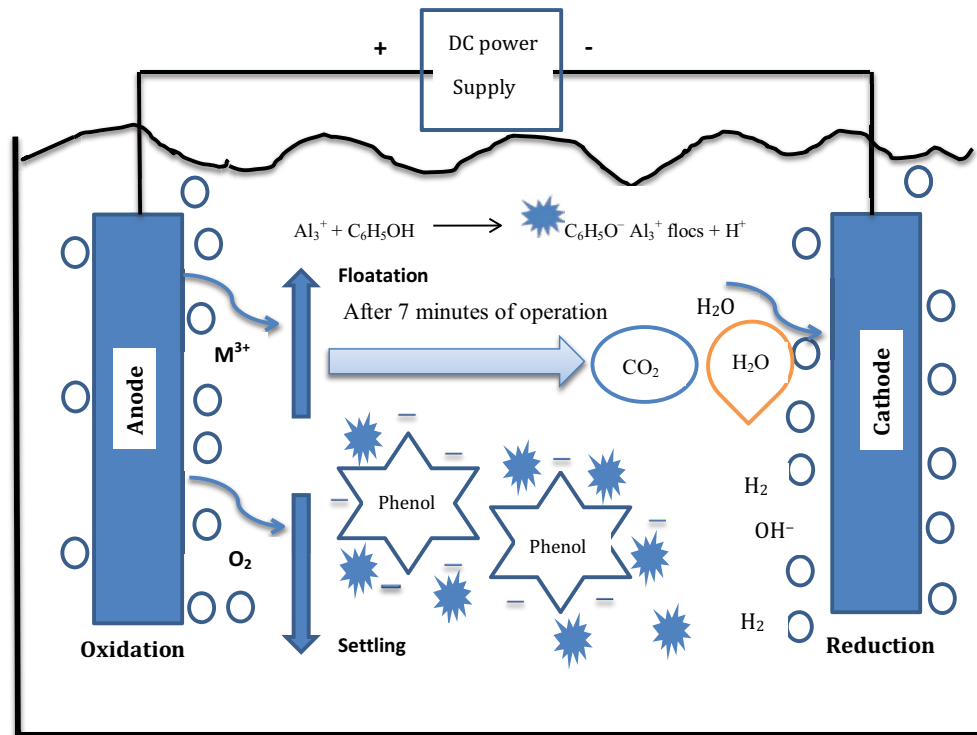 +
DC power
-
Supply
Al₃⁺ + C₆H₅OH
C₆H₅O⁻ Al₃⁺ flocs + H⁺
Floatation
After 7 minutes of operation
H₂O
M³⁺
CO₂
H₂O
Anode
Cathode
Phenol
H₂
Phenol
OH⁻
O₂
H₂
Settling
Oxidation
Reduction